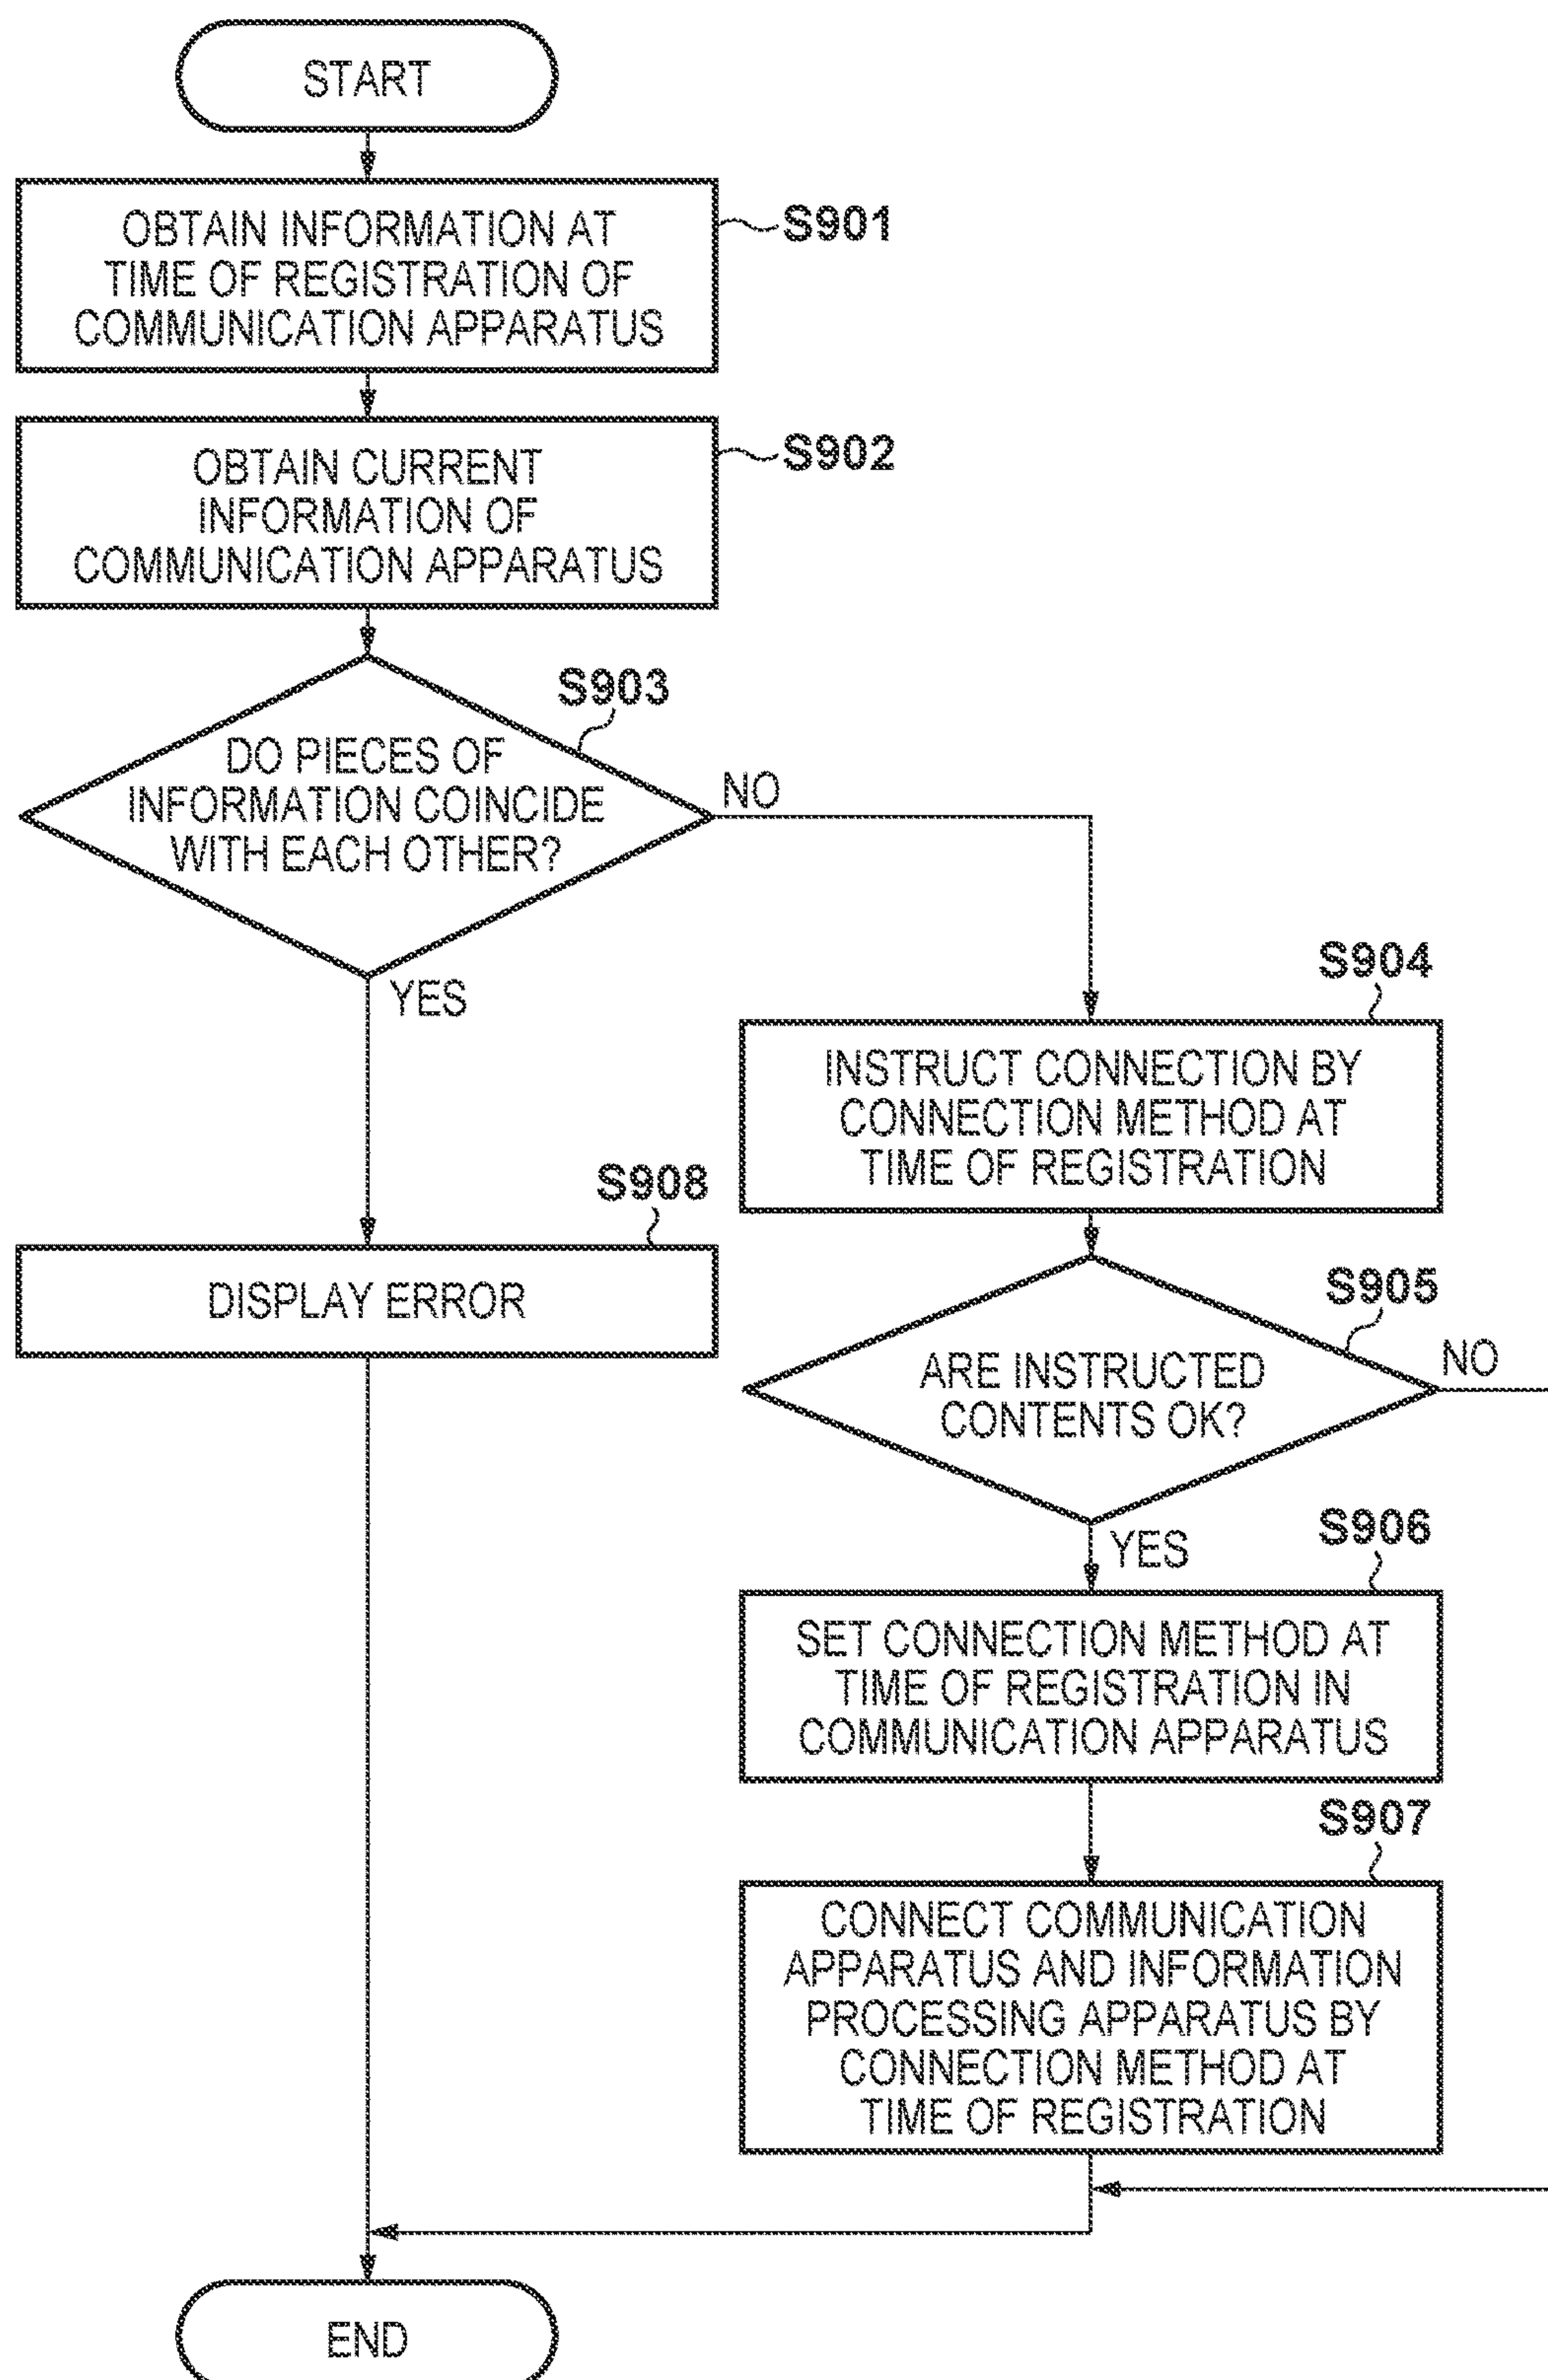 START
OBTAIN INFORMATION AT
TIME OF REGISTRATION OF
COMMUNICATION APPARATUS
S901
OBTAIN CURRENT
INFORMATION OF
COMMUNICATION APPARATUS
S902
S903
DO PIECES OF
INFORMATION COINCIDE
WITH EACH OTHER?
NO
YES
S904
INSTRUCT CONNECTION BY
CONNECTION METHOD AT
TIME OF REGISTRATION
S908
DISPLAY ERROR
S905
ARE INSTRUCTED
CONTENTS OK?
NO
YES
S906
SET CONNECTION METHOD AT
TIME OF REGISTRATION IN
COMMUNICATION APPARATUS
S907
CONNECT COMMUNICATION
APPARATUS AND INFORMATION
PROCESSING APPARATUS BY
CONNECTION METHOD AT
TIME OF REGISTRATION
END